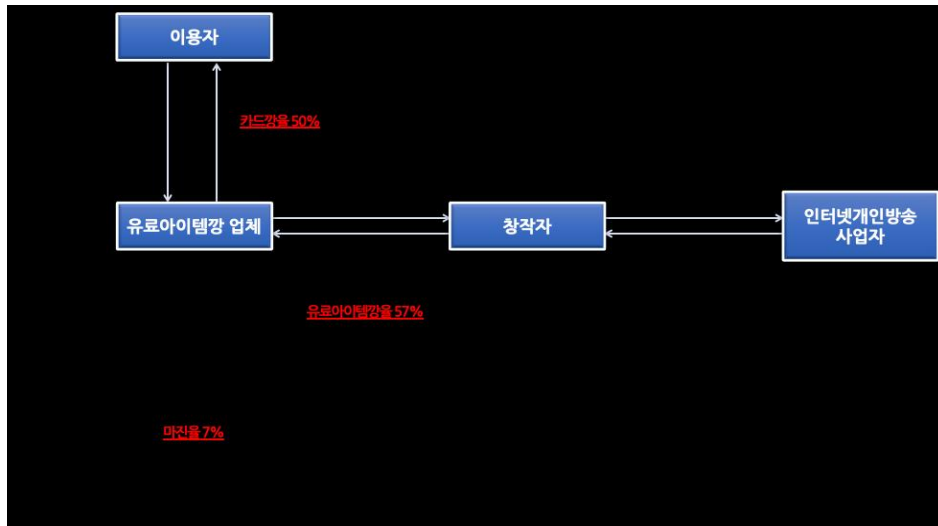 이용자
카드깡율 50%
유료아이템깡 업체
창작자
인터넷개인방송
사업자
유료아이템깡율 57%
마진율 7%